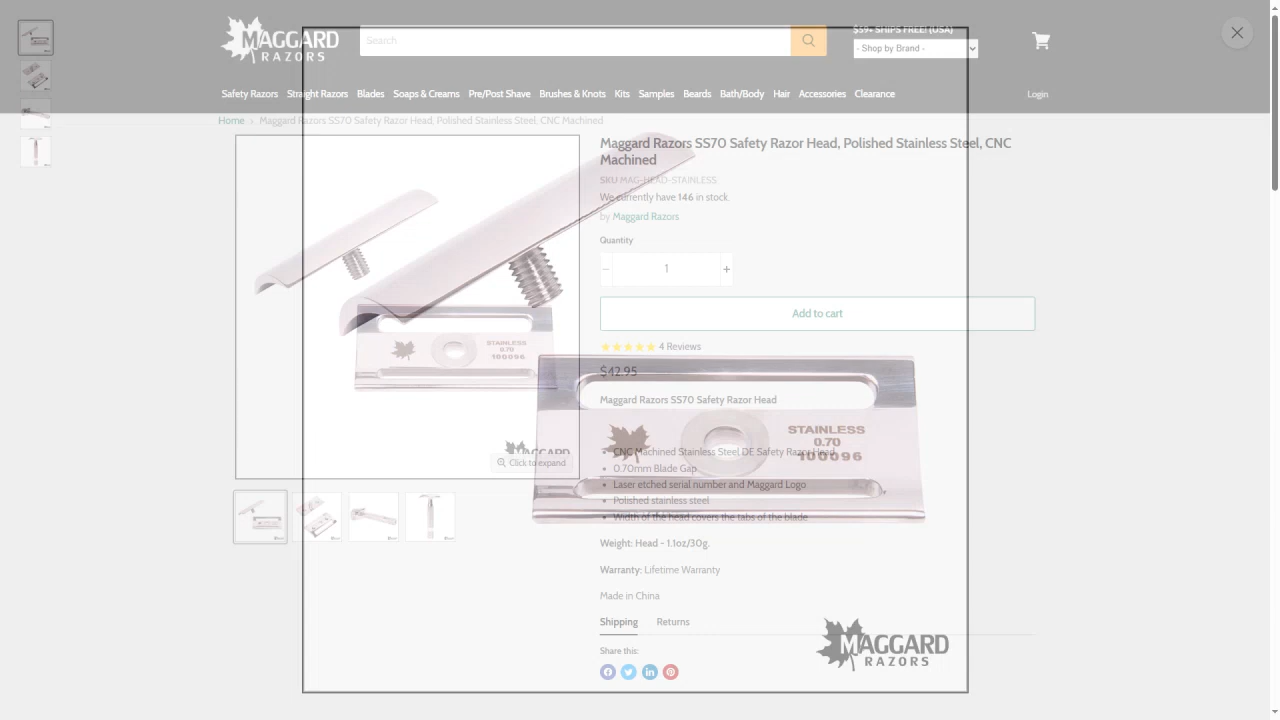 MAGGARD
RAZORS
Search
$59+ SHIPS FREE! (USA)
- Shop by Brand -
Safety Razors Straight Razors Blades Soaps & Creams Pre/Post Shave Brushes & Knots Kits Samples Beards Bath/Body Hair Accessories Clearance Login
Home › Maggard Razors SS70 Safety Razor Head, Polished Stainless Steel, CNC Machined
Maggard Razors SS70 Safety Razor Head, Polished Stainless Steel, CNC
Machined
SKU MAG-HEAD-STAINLESS
We currently have 146 in stock.
by Maggard Razors
Quantity
− 1 +
Add to cart
4 Reviews
$42.95
Maggard Razors SS70 Safety Razor Head
• CNC Machined Stainless Steel DE Safety Razor Head
• 0.70mm Blade Gap
• Laser etched serial number and Maggard Logo
• Polished stainless steel
• Width of the head covers the tabs of the blade
Weight: Head - 1.1oz/30g.
Warranty: Lifetime Warranty
Made in China
Shipping Returns
Share this:
STAINLESS
0.70
100096
MAGGARD
Click to expand
STAINLESS
0.70
100096
MAGGARD
RAZORS